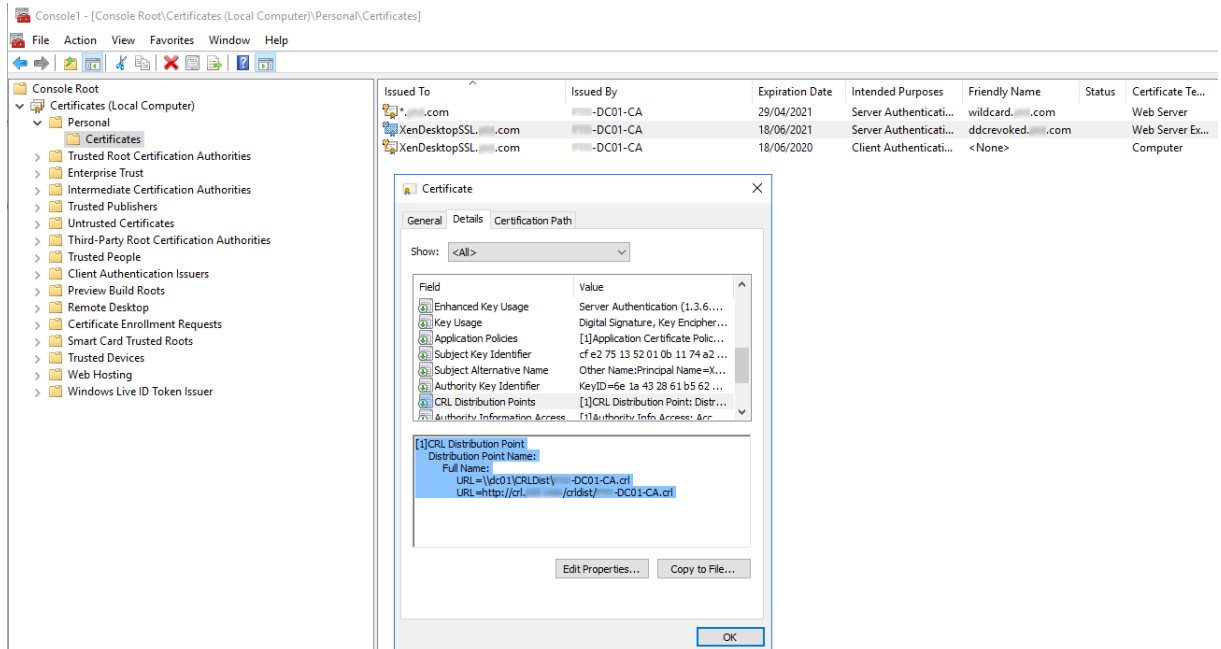 Console1 - [Console Root\Certificates (Local Computer)\Personal\Certificates]
File Action View Favorites Window Help
Console Root
Certificates (Local Computer)
Personal
Certificates
Trusted Root Certification Authorities
Enterprise Trust
Intermediate Certification Authorities
Trusted Publishers
Untrusted Certificates
Third-Party Root Certification Authorities
Trusted People
Client Authentication Issuers
Preview Build Roots
Remote Desktop
Certificate Enrollment Requests
Smart Card Trusted Roots
Trusted Devices
Web Hosting
Windows Live ID Token Issuer
Issued To Issued By Expiration Date Intended Purposes Friendly Name Status Certificate Te...
*. .com -DC01-CA 29/04/2021 Server Authenticati... wildcard. .com Web Server
XenDesktopSSL. .com -DC01-CA 18/06/2021 Server Authenticati... ddcrevoked. .com Web Server Ex...
XenDesktopSSL. .com -DC01-CA 18/06/2020 Client Authenticati... <None> Computer
Certificate
General Details Certification Path
Show: <All>
Field Value
Enhanced Key Usage Server Authentication (1.3.6....
Key Usage Digital Signature, Key Encipher...
Application Policies [1]Application Certificate Polic...
Subject Key Identifier cf e2 75 13 52 01 0b 11 74 a2 ...
Subject Alternative Name Other Name:Principal Name=X...
Authority Key Identifier KeyID=6e 1a 43 28 61 b5 62 ...
CRL Distribution Points [1]CRL Distribution Point: Distr...
Authority Information Access [1]Authority Info Access: Acc...
[1]CRL Distribution Point
Distribution Point Name:
Full Name:
URL=\\dc01\CRLDist\ -DC01-CA.crl
URL=http://crl. /crldist/ -DC01-CA.crl
Edit Properties... Copy to File...
OK